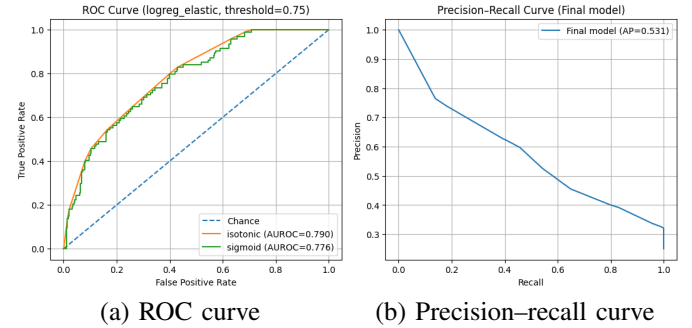 ROC Curve (logreg_elastic, threshold=0.75)
True Positive Rate
1.0
0.8
0.6
0.4
0.2
0.0
Chance
isotonic (AUROC=0.790)
sigmoid (AUROC=0.776)
0.0 0.2 0.4 0.6 0.8 1.0
False Positive Rate
(a) ROC curve
Precision–Recall Curve (Final model)
Precision
1.0
0.9
0.8
0.7
0.6
0.5
0.4
0.3
Final model (AP=0.531)
0.0 0.2 0.4 0.6 0.8 1.0
Recall
(b) Precision–recall curve